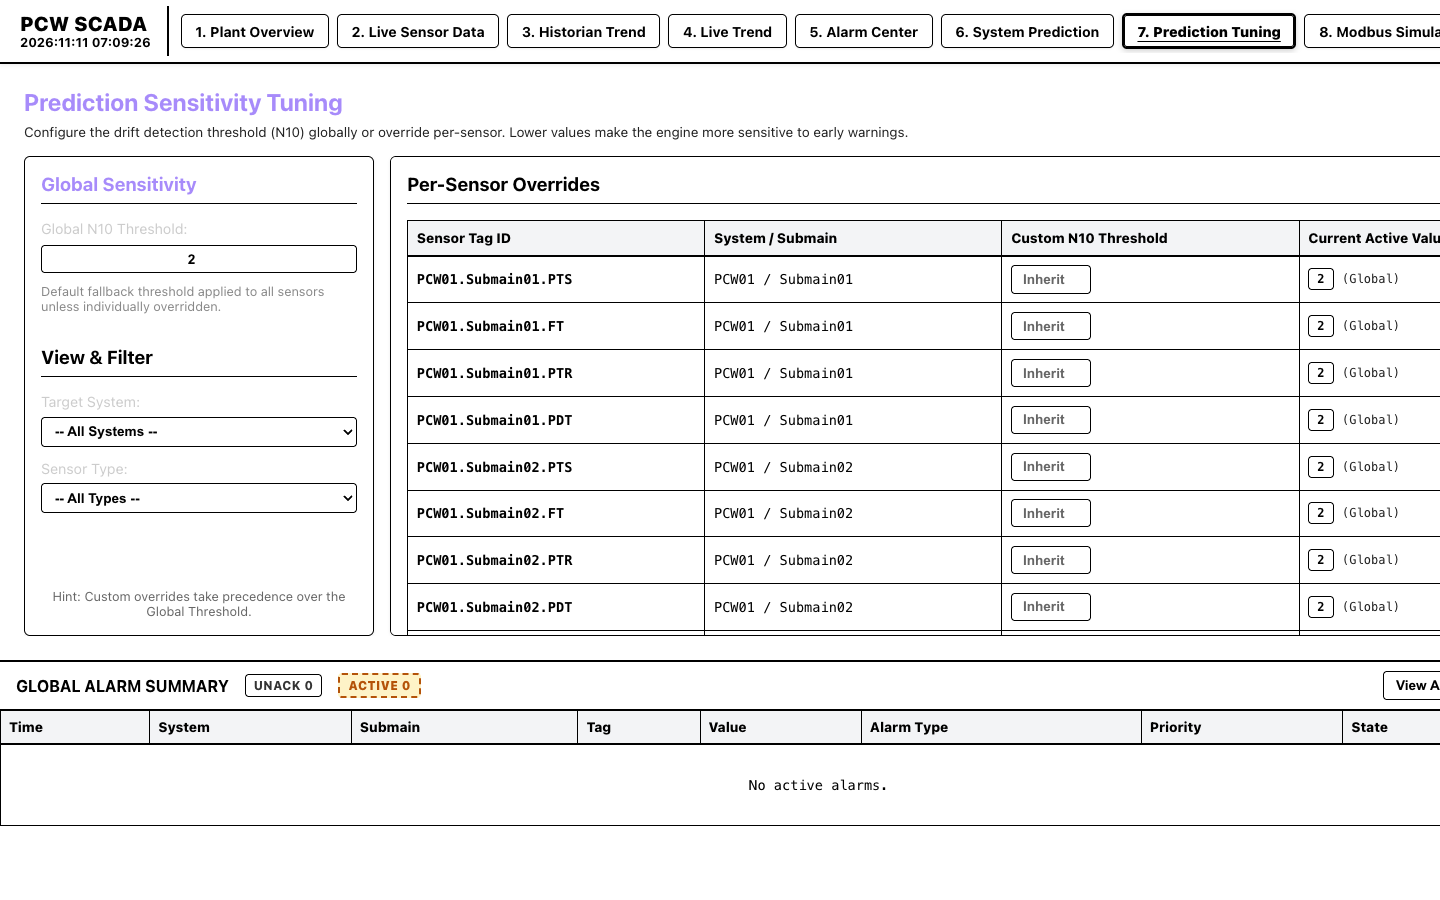 PCW SCADA
2026:11:11 07:09:26
1. Plant Overview
2. Live Sensor Data
3. Historian Trend
4. Live Trend
5. Alarm Center
6. System Prediction
7. Prediction Tuning
8. Modbus Simula
Prediction Sensitivity Tuning
Configure the drift detection threshold (N10) globally or override per-sensor. Lower values make the engine more sensitive to early warnings.
Global Sensitivity
Global N10 Threshold:
2
Default fallback threshold applied to all sensors
unless individually overridden.
View & Filter
Target System:
-- All Systems --
Sensor Type:
-- All Types --
Hint: Custom overrides take precedence over the
Global Threshold.
Per-Sensor Overrides
Sensor Tag ID System / Submain Custom N10 Threshold Current Active Valu
PCW01.Submain01.PTS PCW01 / Submain01 Inherit 2 (Global)
PCW01.Submain01.FT PCW01 / Submain01 Inherit 2 (Global)
PCW01.Submain01.PTR PCW01 / Submain01 Inherit 2 (Global)
PCW01.Submain01.PDT PCW01 / Submain01 Inherit 2 (Global)
PCW01.Submain02.PTS PCW01 / Submain02 Inherit 2 (Global)
PCW01.Submain02.FT PCW01 / Submain02 Inherit 2 (Global)
PCW01.Submain02.PTR PCW01 / Submain02 Inherit 2 (Global)
PCW01.Submain02.PDT PCW01 / Submain02 Inherit 2 (Global)
GLOBAL ALARM SUMMARY UNACK 0 ACTIVE 0 View A
Time System Submain Tag Value Alarm Type Priority State
No active alarms.